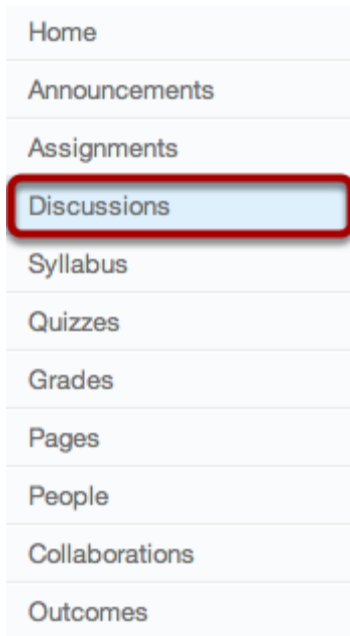 Home
Announcements
Assignments
Discussions
Syllabus
Quizzes
Grades
Pages
People
Collaborations
Outcomes